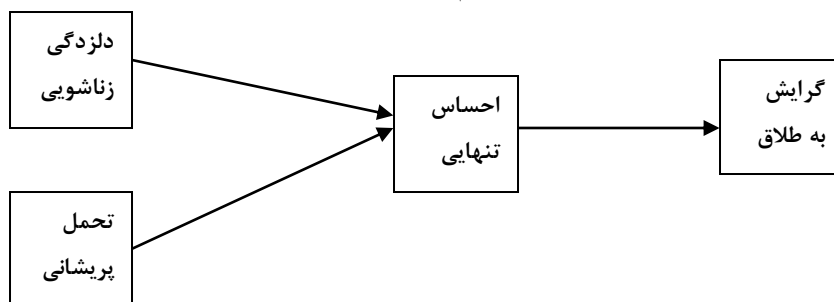 دلزدگی
زناشویی
احساس
تنهایی
گرایش
به طلاق
تحمل
پریشانی